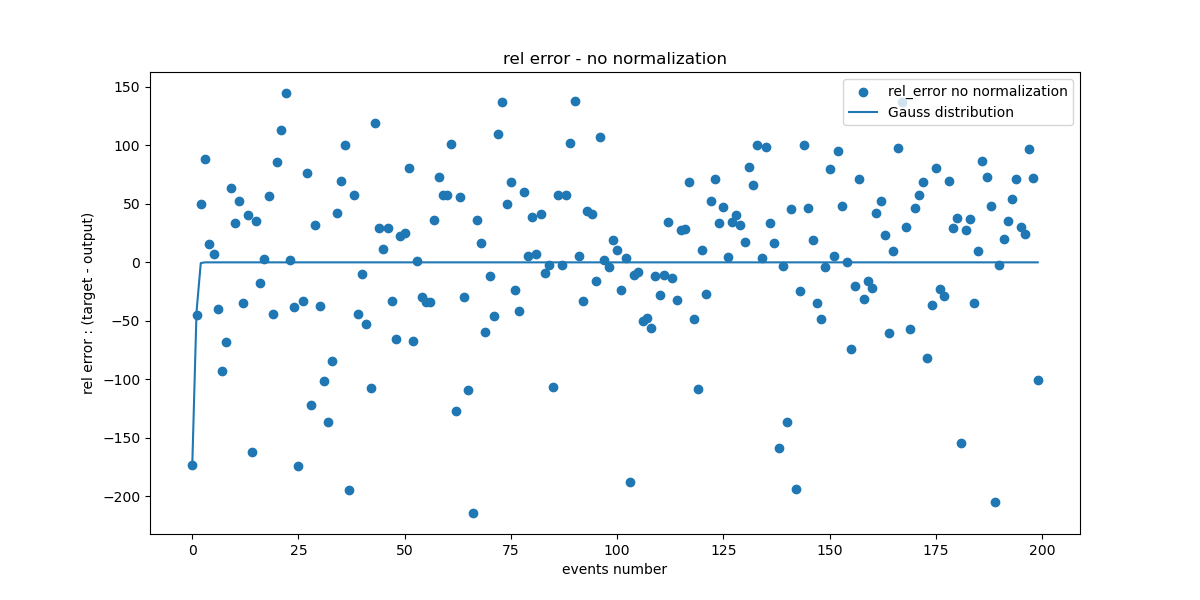 rel error - no normalization
rel_error no normalization
Gauss distribution
rel error : (target - output)
150
100
50
0
−50
−100
−150
−200
0 25 50 75 100 125 150 175 200
events number